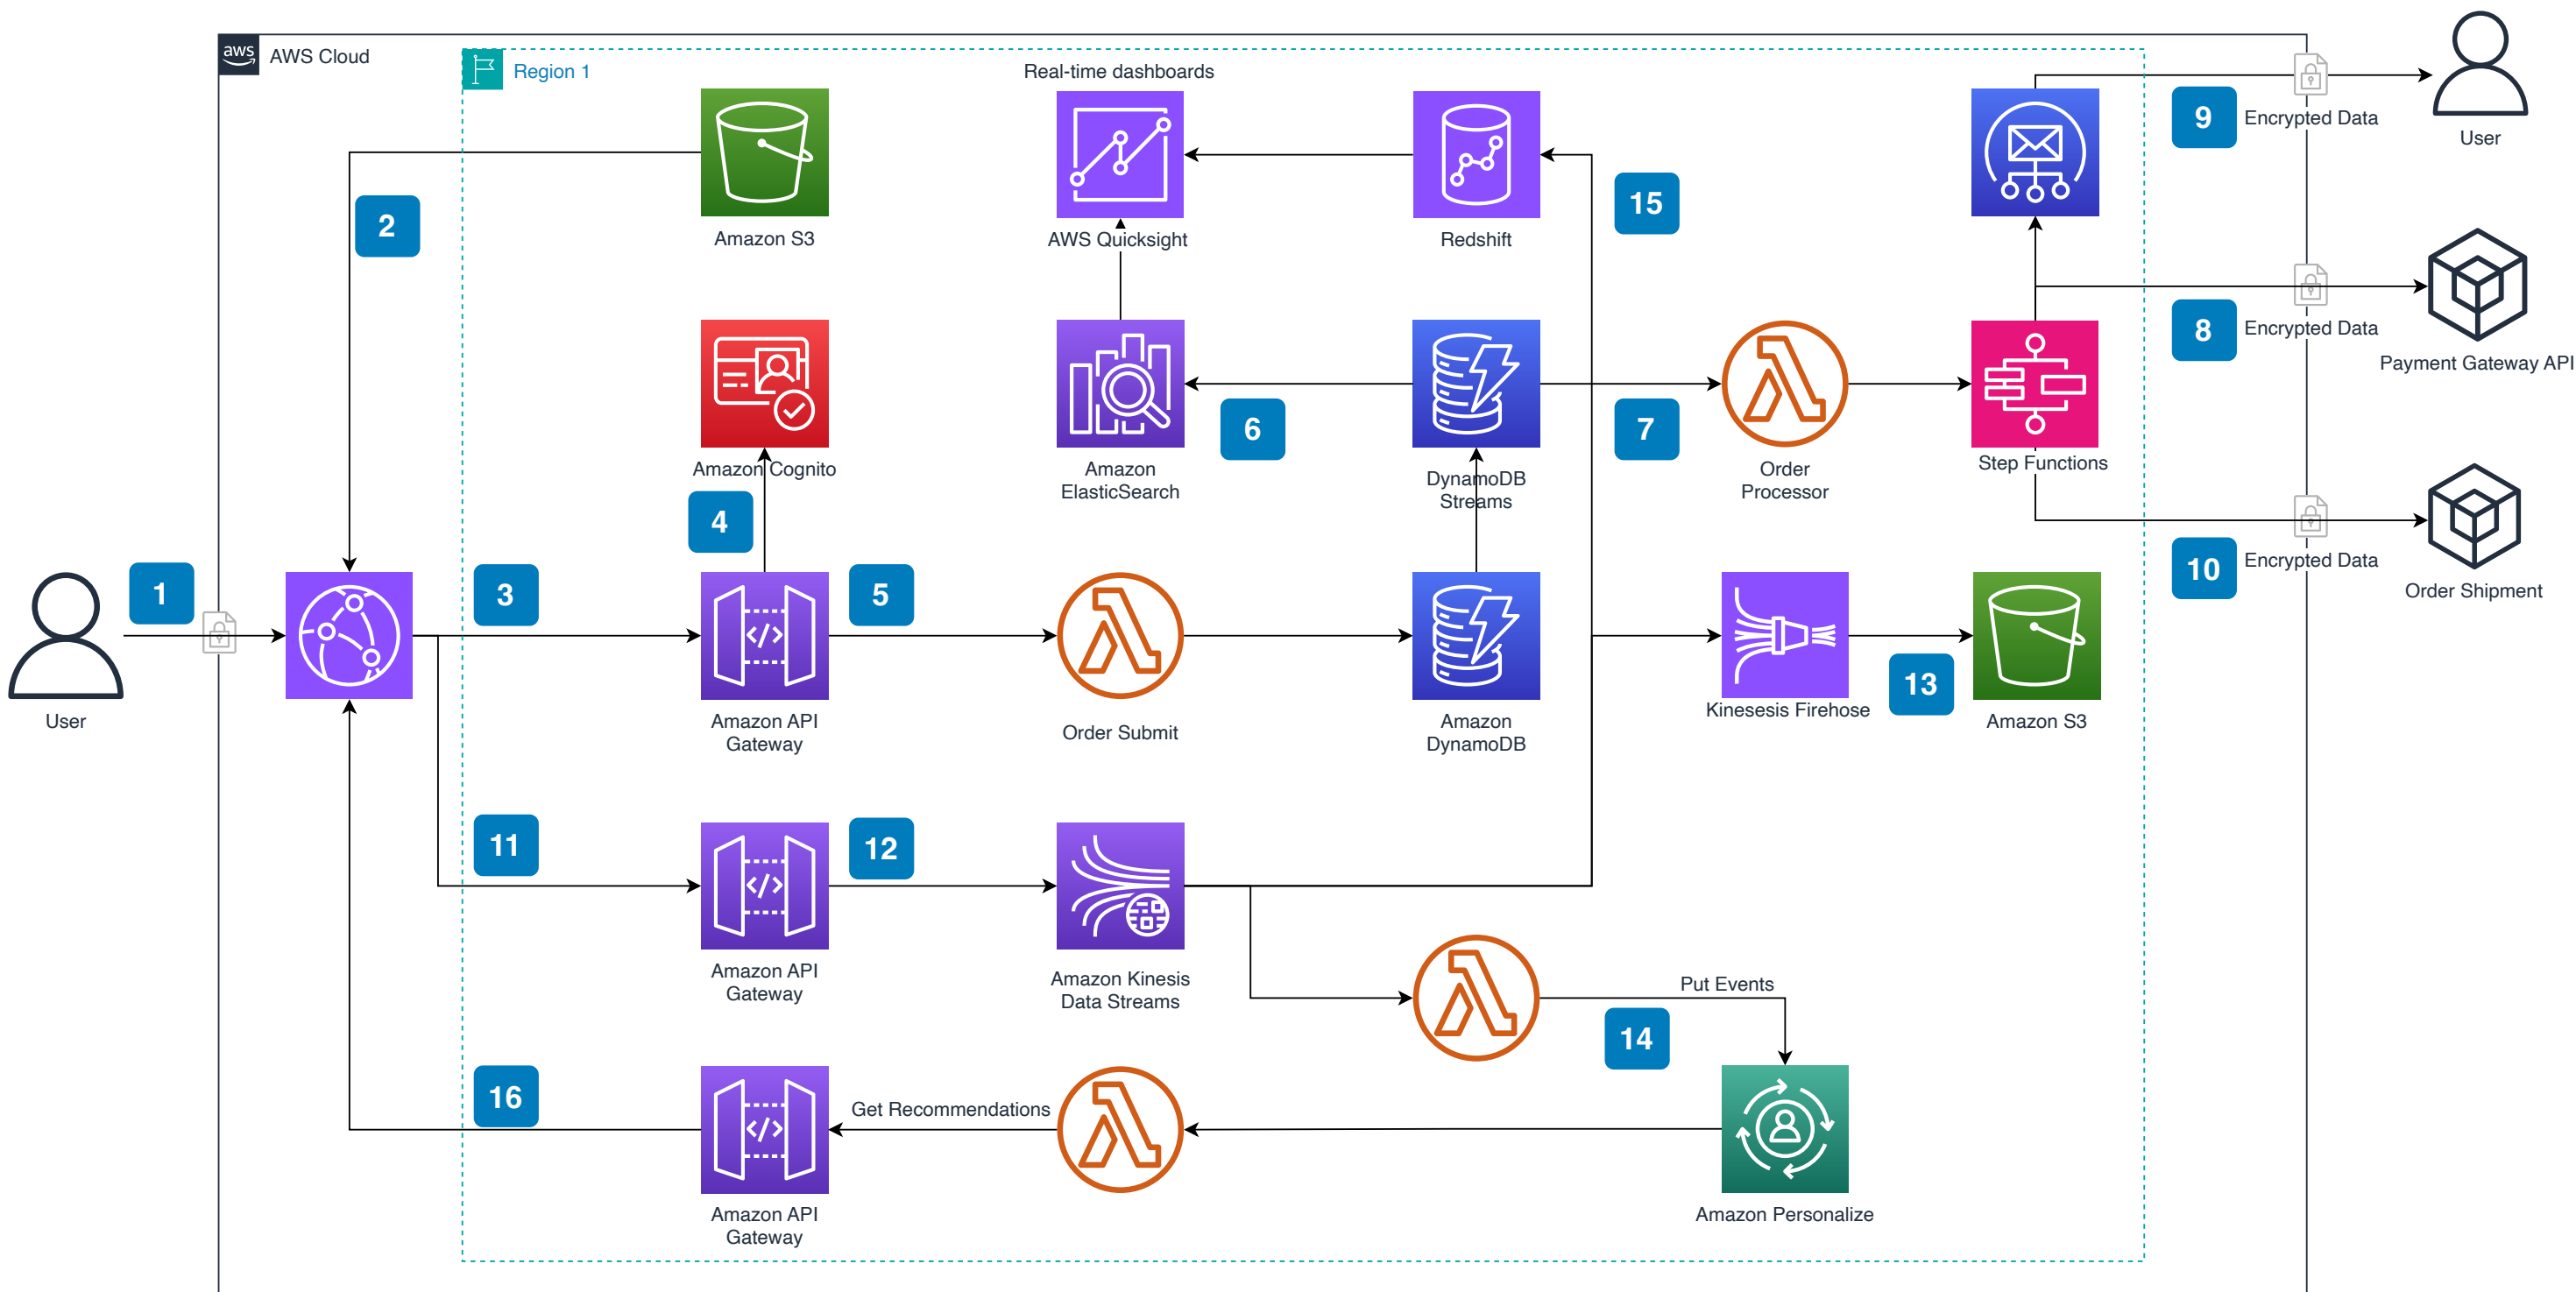 aws
AWS Cloud
Region 1
Real-time dashboards
9
Encrypted Data
User
2
Amazon S3
AWS Quicksight
Redshift
15
8
Encrypted Data
Payment Gateway API
6
7
Amazon Cognito
Amazon
ElasticSearch
DynamoDB
Streams
Order
Processor
Step Functions
4
10
Encrypted Data
Order Shipment
1
3
5
User
Amazon API
Gateway
Order Submit
Amazon
DynamoDB
Kinesesis Firehose
13
Amazon S3
11
12
Amazon API
Gateway
Amazon Kinesis
Data Streams
Put Events
14
16
Get Recommendations
Amazon API
Gateway
Amazon Personalize